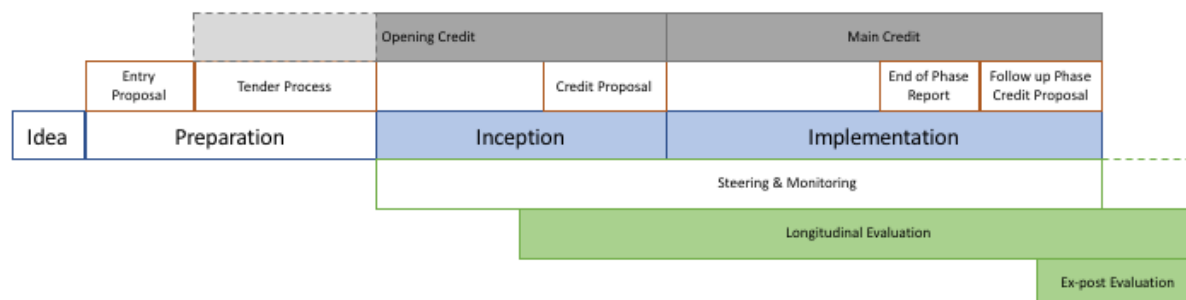 Opening Credit
Main Credit
Entry
Proposal
Tender Process
Credit Proposal
End of Phase
Report
Follow up Phase
Credit Proposal
Idea
Preparation
Inception
Implementation
Steering & Monitoring
Longitudinal Evaluation
Ex-post Evaluation